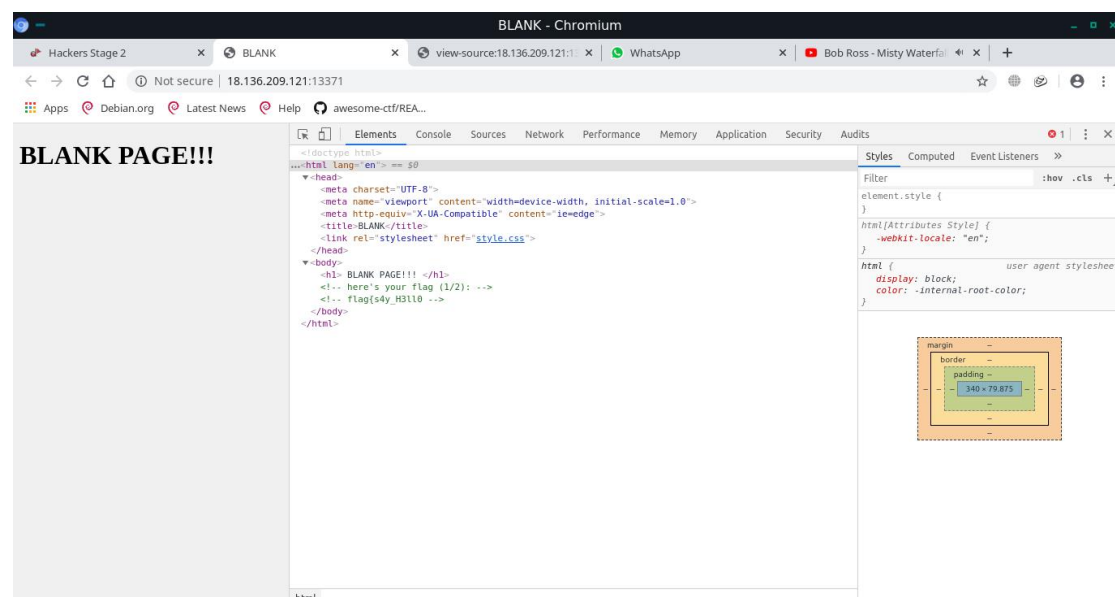 BLANK - Chromium
Hackers Stage 2
BLANK
view-source:18.136.209.121:13
WhatsApp
Bob Ross - Misty Waterfal
Not secure | 18.136.209.121:13371
Apps
Debian.org
Latest News
Help
awesome-ctf/REA...
BLANK PAGE!!!
Elements Console Sources Network Performance Memory Application Security Audits
1
<!doctype html>
...<html lang="en"> == $0
▼<head>
<meta charset="UTF-8">
<meta name="viewport" content="width=device-width, initial-scale=1.0">
<meta http-equiv="X-UA-Compatible" content="ie=edge">
<title>BLANK</title>
<link rel="stylesheet" href="style.css">
</head>
▼<body>
<h1> BLANK PAGE!!! </h1>
<!-- here's your flag (1/2): -->
<!-- flag{s4y_H3ll0 -->
</body>
</html>
Styles Computed Event Listeners »
Filter :hov .cls +
element.style {
}
html[Attributes Style] {
-webkit-locale: "en";
}
html { user agent styleshee
display: block;
color: -internal-root-color;
}
margin –
border –
padding –
– – – 340 × 79.875 – – –
–
–
–